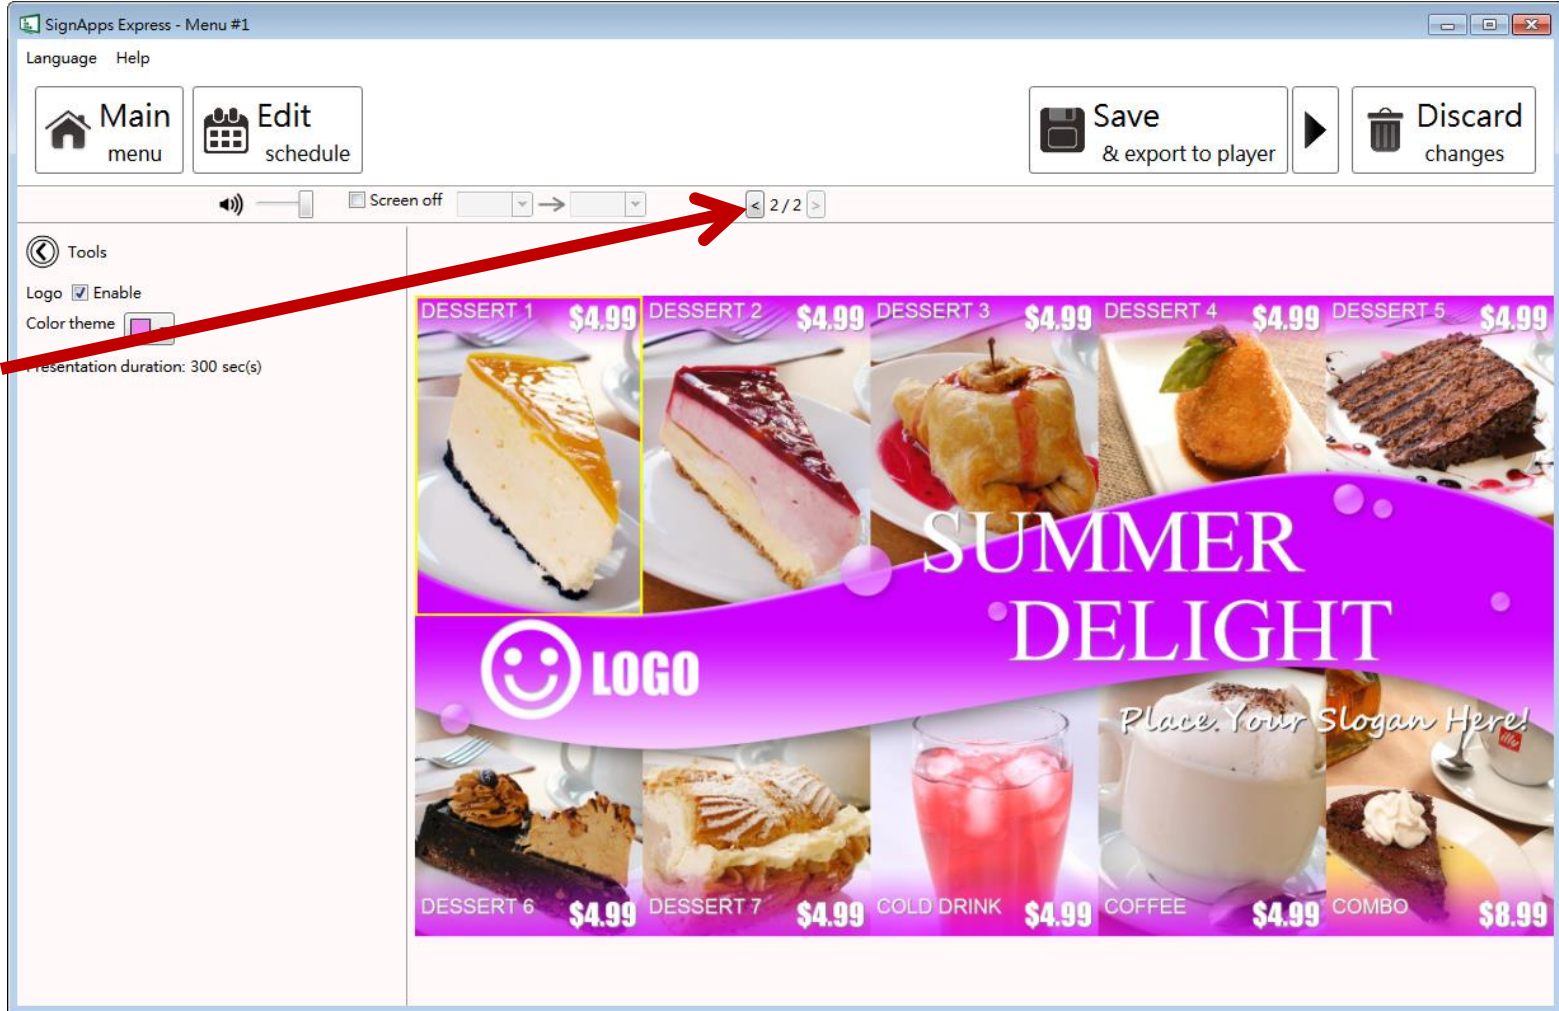 SignApps Express - Menu #1
Language Help
Main
menu
Edit
schedule
Save
& export to player
Discard
changes
Screen off
< 2 / 2 >
Tools
Logo Enable
Color theme
Presentation duration: 300 sec(s)
DESSERT 1 $4.99
DESSERT 2 $4.99
DESSERT 3 $4.99
DESSERT 4 $4.99
DESSERT 5 $4.99
SUMMER
DELIGHT
LOGO
Place Your Slogan Here!
illy
DESSERT 6 $4.99
DESSERT 7 $4.99
COLD DRINK $4.99
COFFEE $4.99
COMBO $8.99